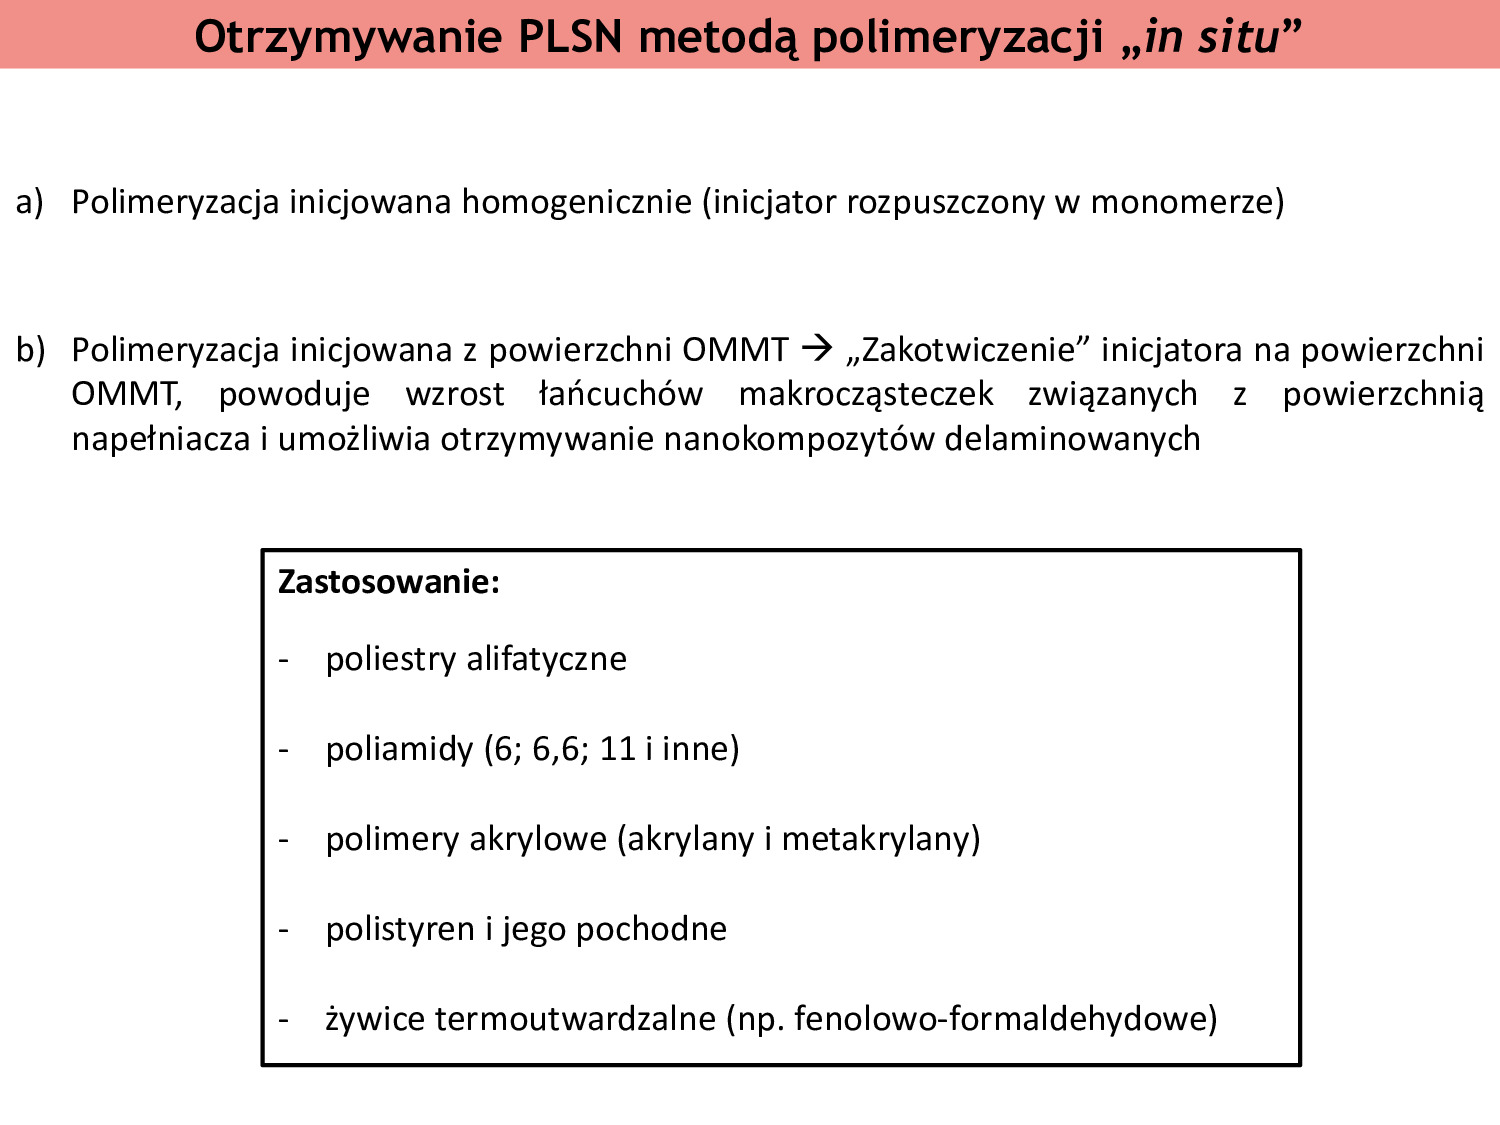 Otrzymywanie PLSN metodą polimeryzacji „in situ”
a) Polimeryzacja inicjowana homogenicznie (inicjator rozpuszczony w monomerze)
b) Polimeryzacja inicjowana z powierzchni OMMT → „Zakotwiczenie” inicjatora na powierzchni
OMMT, powoduje wzrost łańcuchów makrocząsteczek związanych z powierzchnią
napełniacza i umożliwia otrzymywanie nanokompozytów delaminowanych
Zastosowanie:
- poliestry alifatyczne
- poliamidy (6; 6,6; 11 i inne)
- polimery akrylowe (akrylany i metakrylany)
- polistyren i jego pochodne
- żywice termoutwardzalne (np. fenolowo-formaldehydowe)